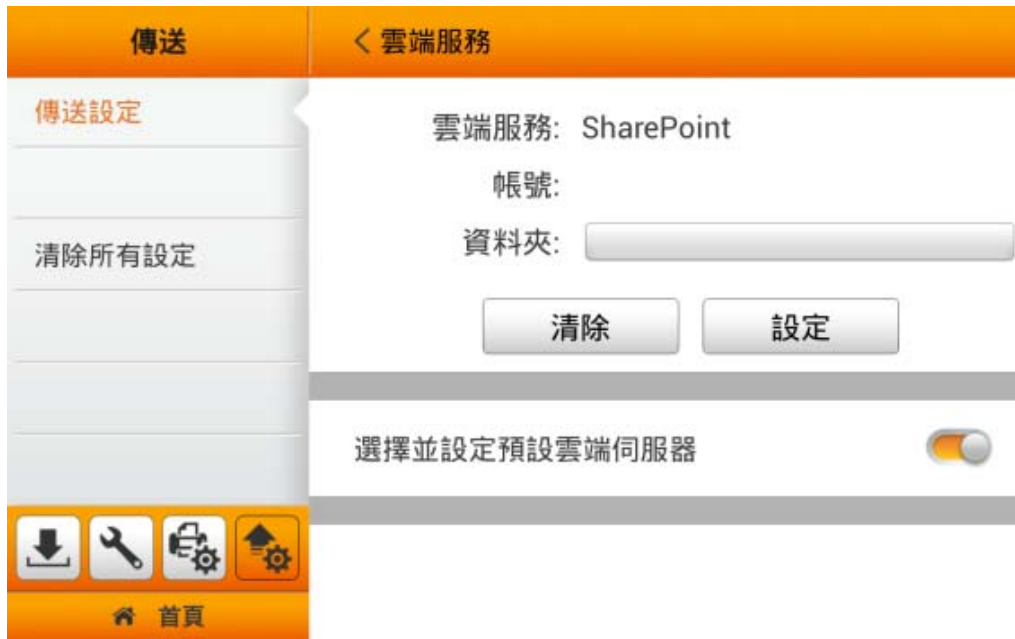 傳送
雲端服務
傳送設定
清除所有設定
首頁
雲端服務: SharePoint
帳號:
資料夾:
清除
設定
選擇並設定預設雲端伺服器